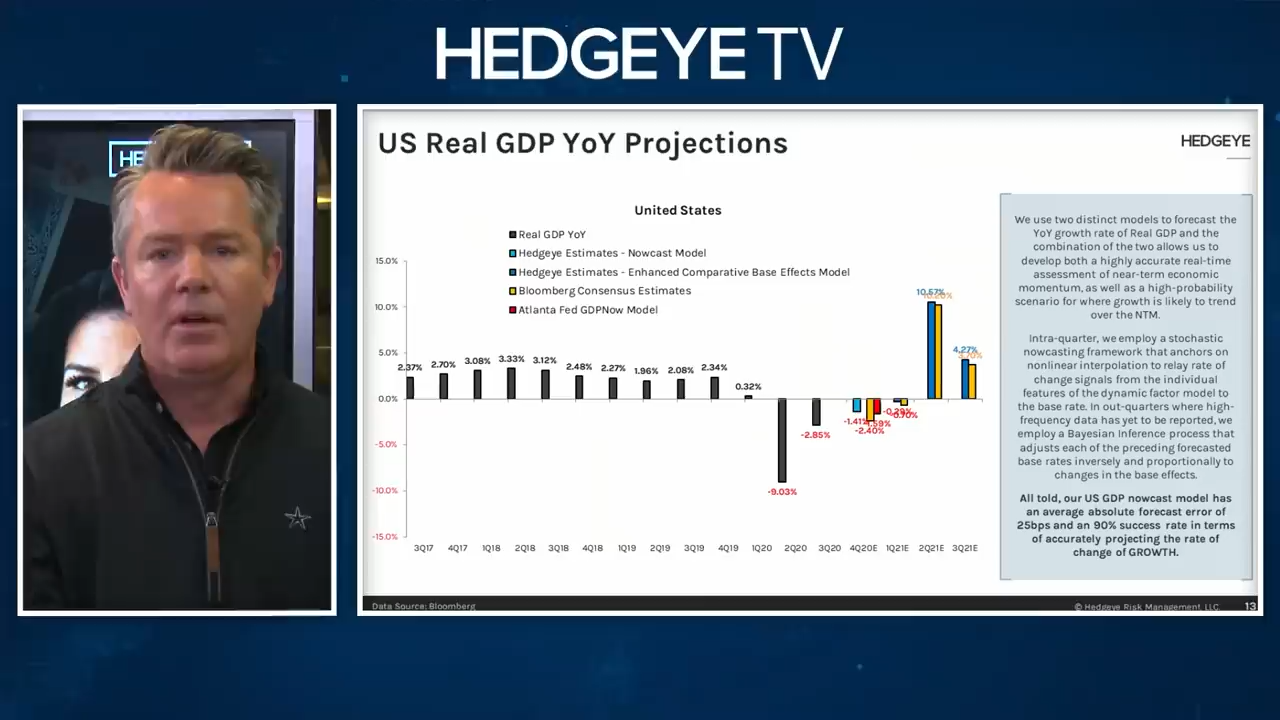 HEDGEYE TV
HE
US Real GDP YoY Projections
HEDGEYE
United States
Real GDP YoY
Hedgeye Estimates - Nowcast Model
Hedgeye Estimates - Enhanced Comparative Base Effects Model
Bloomberg Consensus Estimates
Atlanta Fed GDPNow Model
15.0%
10.0%
5.0%
0.0%
-5.0%
-10.0%
-15.0%
2.37%
2.70%
3.08%
3.33%
3.12%
2.48%
2.27%
1.96%
2.08%
2.34%
0.32%
-9.03%
-2.85%
-1.41%
-2.40%
-0.70%
10.57%
4.27%
3.70%
3Q17 4Q17 1Q18 2Q18 3Q18 4Q18 1Q19 2Q19 3Q19 4Q19 1Q20 2Q20 3Q20 4Q20E 1Q21E 2Q21E 3Q21E
We use two distinct models to forecast the
YoY growth rate of Real GDP and the
combination of the two allows us to
develop both a highly accurate real-time
assessment of near-term economic
momentum, as well as a high-probability
scenario for where growth is likely to trend
over the NTM.
Intra-quarter, we employ a stochastic
nowcasting framework that anchors on
nonlinear interpolation to relay rate of
change signals from the individual
features of the dynamic factor model to
the base rate. In out-quarters where high-
frequency data has yet to be reported, we
employ a Bayesian Inference process that
adjusts each of the preceding forecasted
base rates inversely and proportionally to
changes in the base effects.
All told, our US GDP nowcast model has
an average absolute forecast error of
25bps and an 90% success rate in terms
of accurately projecting the rate of
change of GROWTH.
Data Source: Bloomberg
© Hedgeye Risk Management, LLC.
13